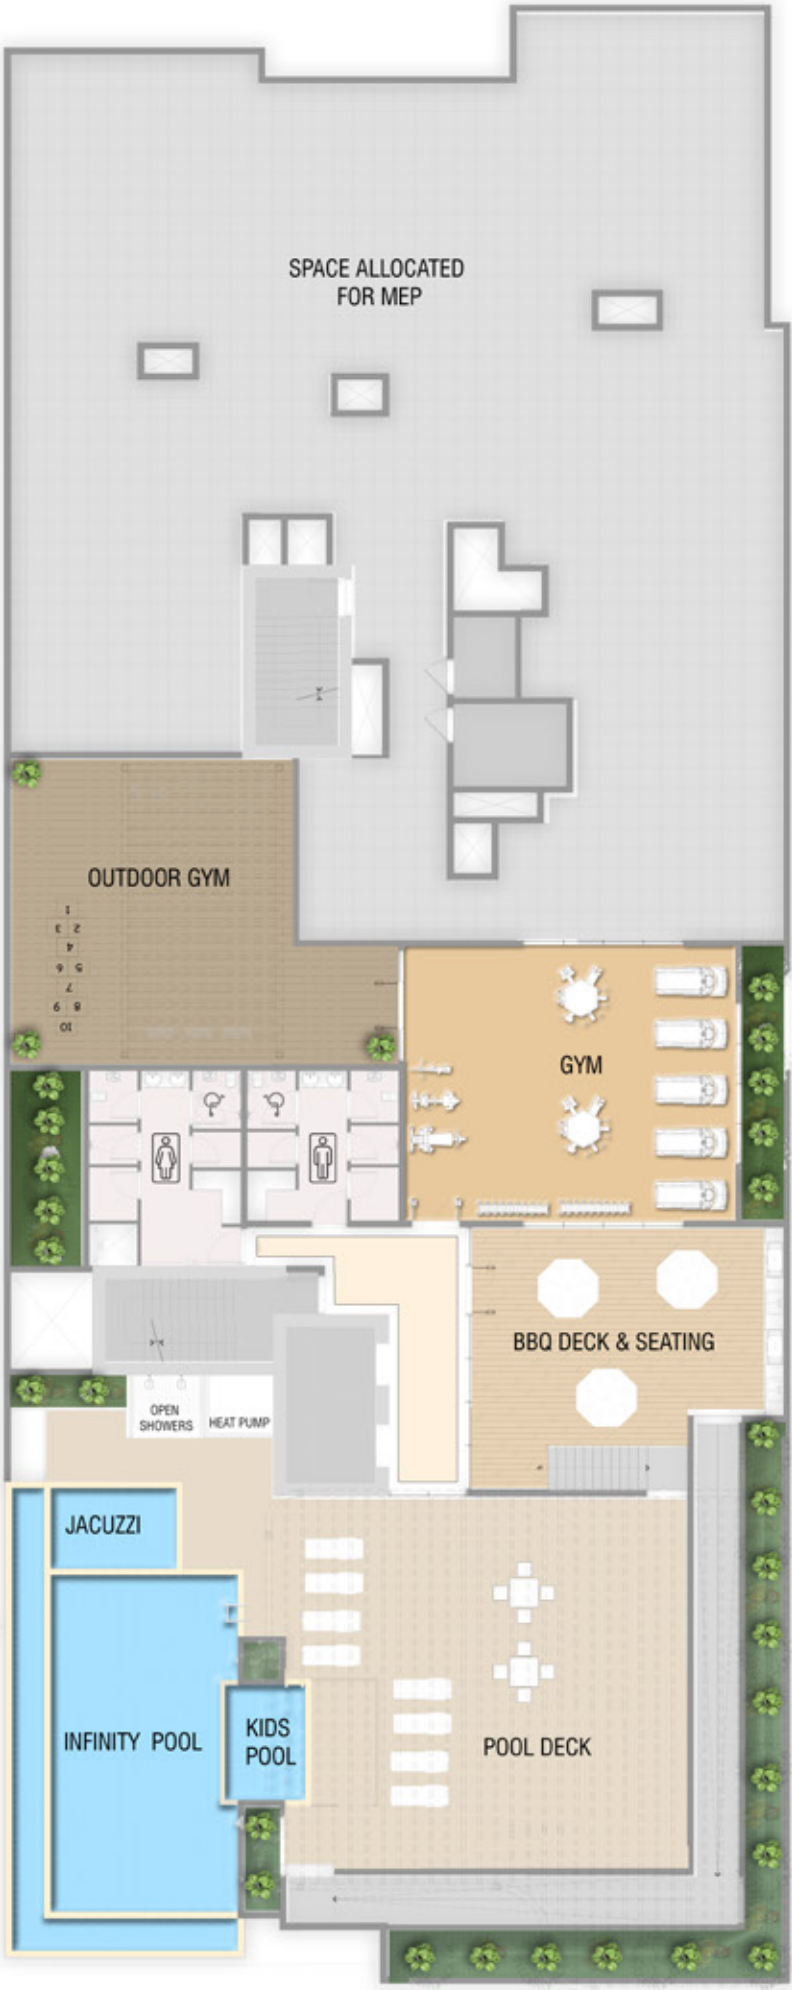 SPACE ALLOCATED
FOR MEP
OUTDOOR GYM
1
3 2
4
6 5
7
9 8
10
GYM
BBQ DECK & SEATING
OPEN
SHOWERS
HEAT PUMP
JACUZZI
INFINITY POOL
KIDS
POOL
POOL DECK